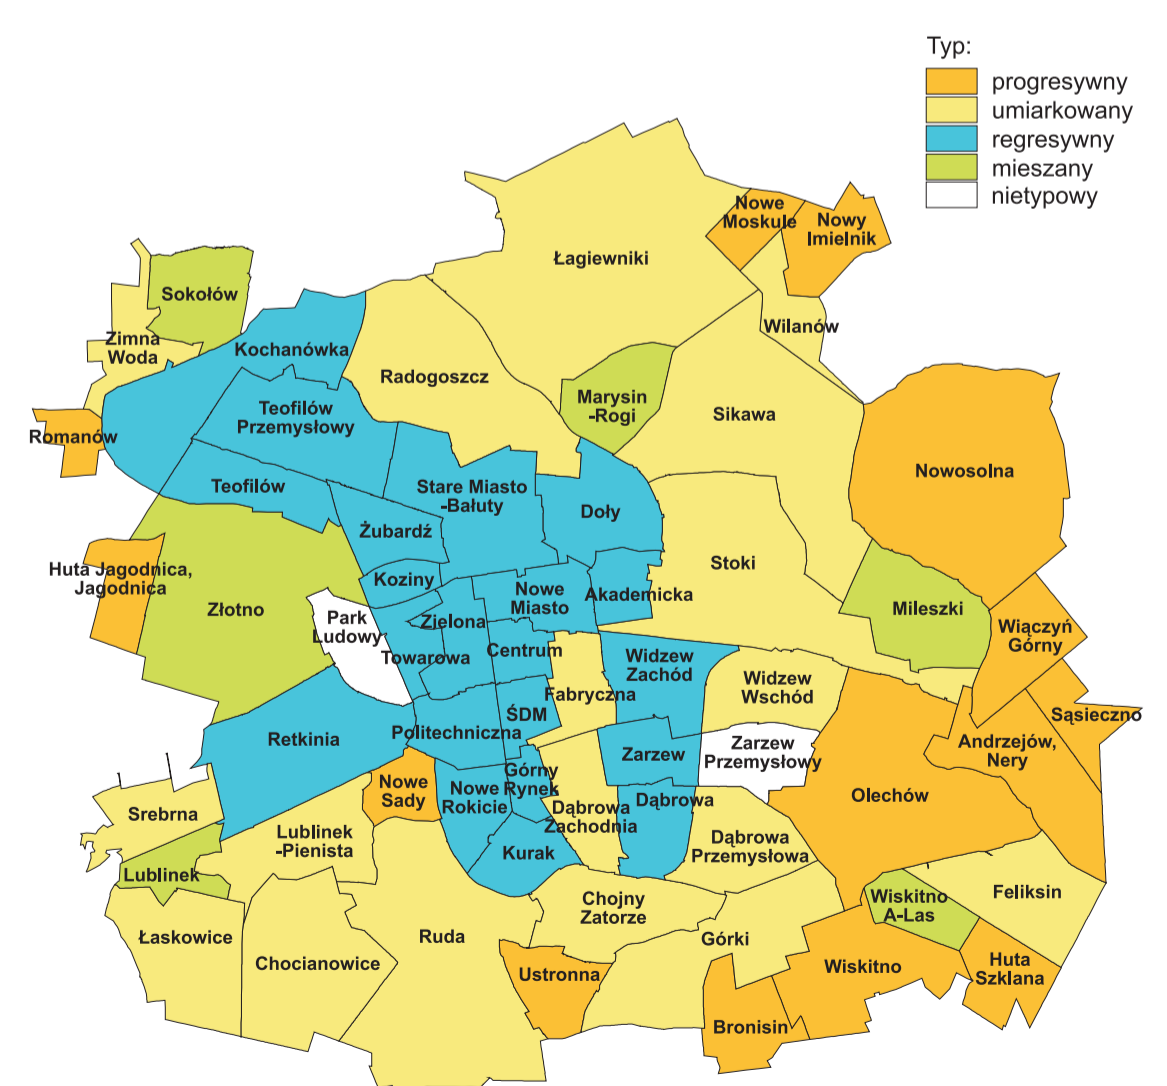 Typ:
progresywny
umiarkowany
regresywny
mieszany
nietypowy
Nowe
Moskule
Nowy
Imielnik
Łagiewniki
Sokołów
Wilanów
Zimna
Woda
Kochanówka
Radogoszcz
Marysin
-Rogi
Sikawa
Teofilów
Przemysłowy
Romanów
Nowosolna
Teofilów
Stare Miasto
-Bałuty
Doły
Żubardź
Stoki
Huta Jagodnica,
Jagodnica
Koziny
Złotno
Nowe
Miasto
Akademicka
Mileszki
Park
Ludowy
Zielona
Wiączyń
Górny
Towarowa
Centrum
Widzew
Zachód
Fabryczna
Widzew
Wschód
Sąsieczno
ŚDM
Politechniczna
Retkinia
Zarzew
Zarzew
Przemysłowy
Andrzejów,
Nery
Górny
Rynek
Nowe
Sady
Nowe
Rokicie
Dąbrowa
Zachodnia
Dąbrowa
Olechów
Srebrna
Lublinek
-Pienista
Kurak
Dąbrowa
Przemysłowa
Lublinek
Feliksin
Wiskitno
A-Las
Chojny
Zatorze
Łaskowice
Ruda
Górki
Chocianowice
Ustronna
Wiskitno
Huta
Szklana
Bronisin